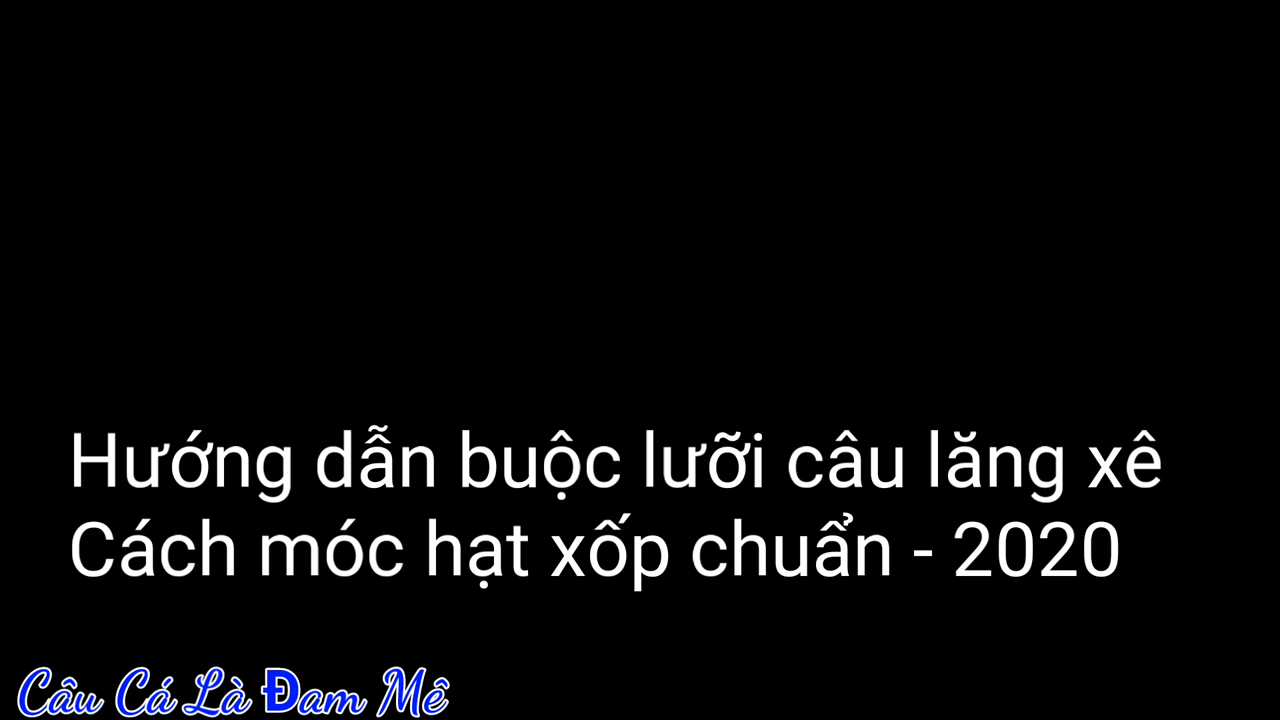 Hướng dẫn buộc lưỡi câu lăng xê
Cách móc hạt xốp chuẩn - 2020
Câu Cá Là Đam Mê